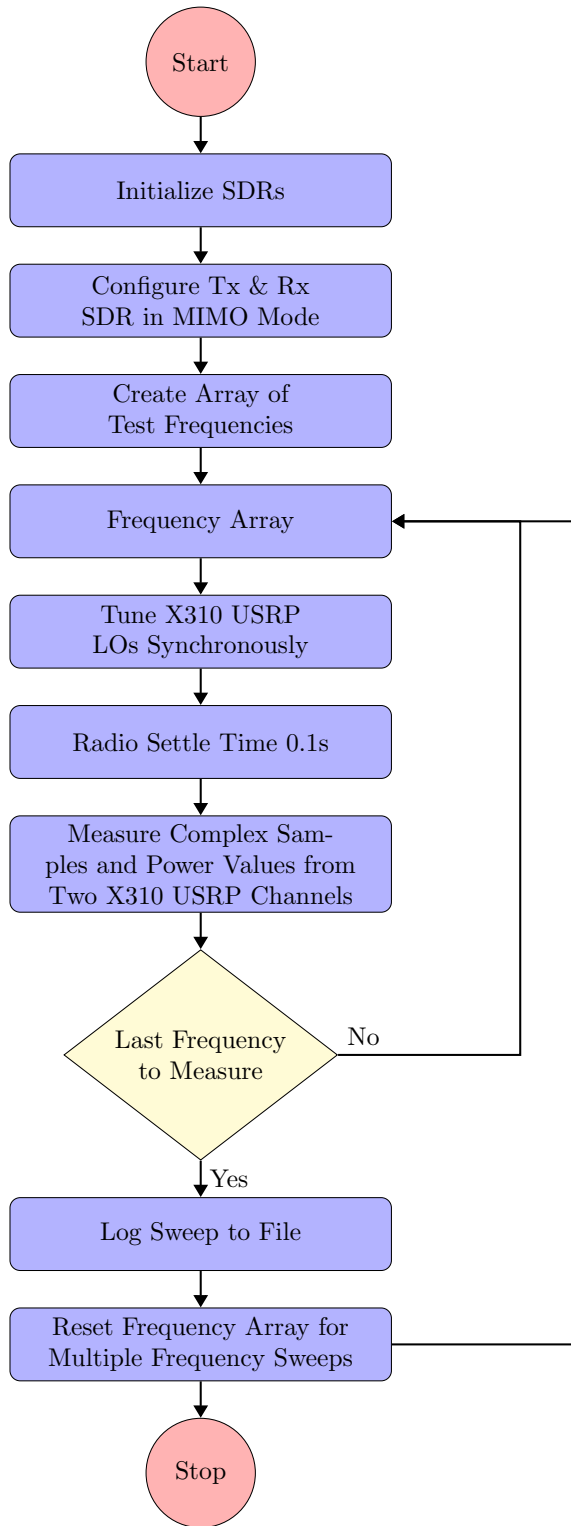 Start
Initialize SDRs
Configure Tx & Rx
SDR in MIMO Mode
Create Array of
Test Frequencies
Frequency Array
Tune X310 USRP
LOs Synchronously
Radio Settle Time 0.1s
Measure Complex Sam-
ples and Power Values from
Two X310 USRP Channels
Last Frequency
to Measure
No
Yes
Log Sweep to File
Reset Frequency Array for
Multiple Frequency Sweeps
Stop